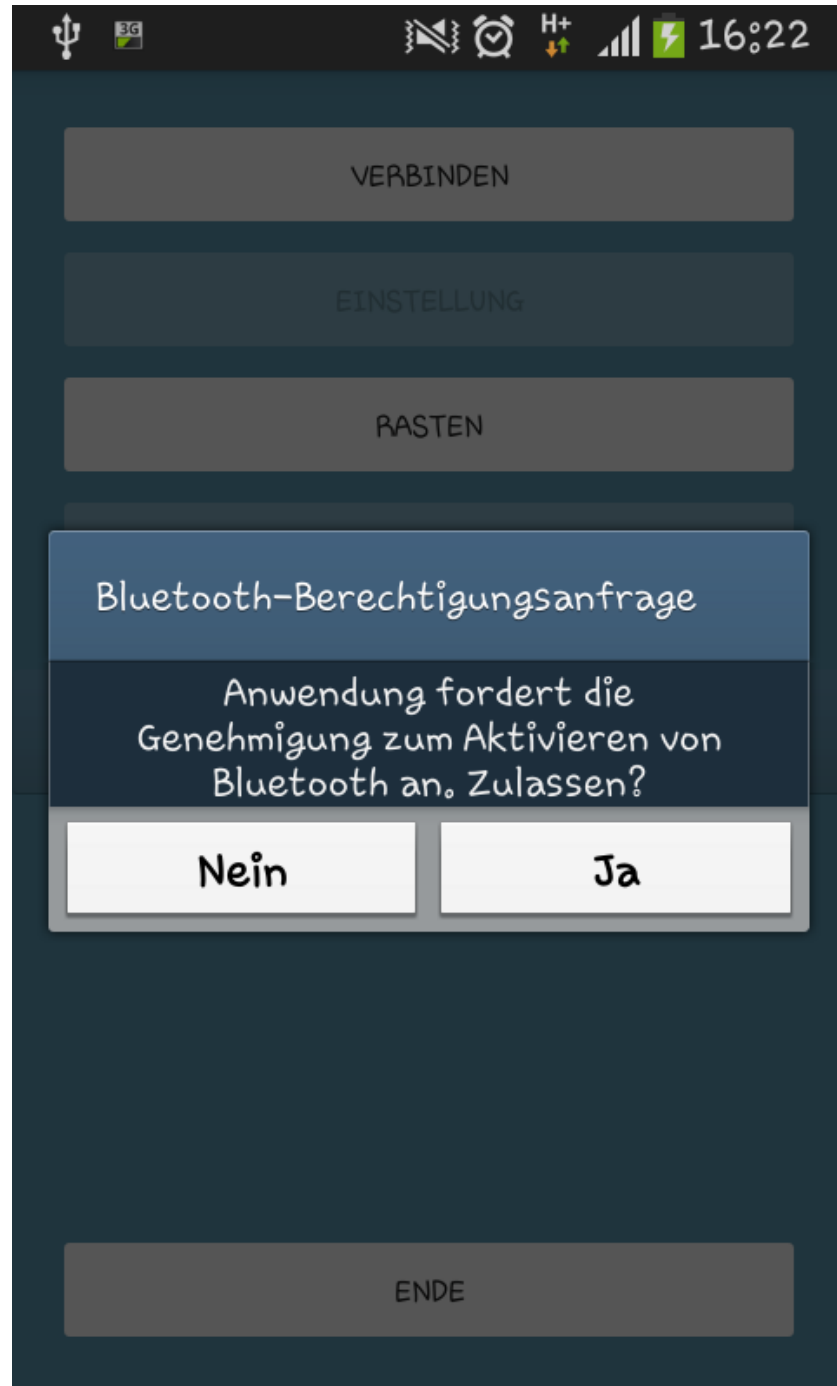 3G
H+
16:22
VERBINDEN
EINSTELLUNG
RASTEN
Bluetooth-Berechtigungsanfrage
Anwendung fordert die
Genehmigung zum Aktivieren von
Bluetooth an. Zulassen?
Nein
Ja
ENDE